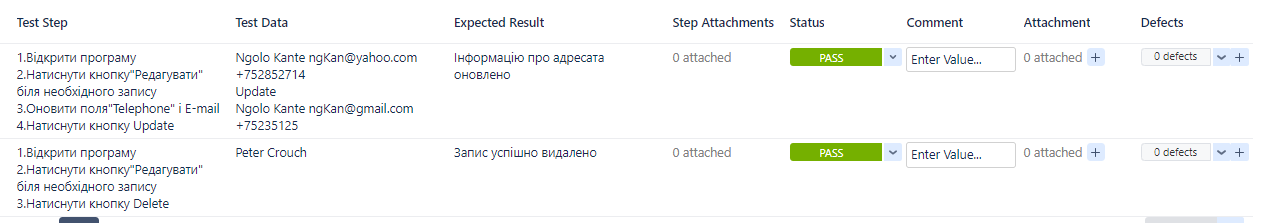 Test Step Test Data Expected Result Step Attachments Status Comment Attachment Defects
1.Відкрити програму
2.Натиснути кнопку"Редагувати"
біля необхідного запису
3.Оновити поля"Telephone" і E-mail
4.Натиснути кнопку Update
Ngolo Kante ngKan@yahoo.com
+752852714
Update
Ngolo Kante ngKan@gmail.com
+75235125
Інформацію про адресата
оновлено
0 attached
PASS
Enter Value...
0 attached +
0 defects +
1.Відкрити програму
2.Натиснути кнопку"Редагувати"
біля необхідного запису
3.Натиснути кнопку Delete
Peter Crouch
Запис успішно видалено
0 attached
PASS
Enter Value...
0 attached +
0 defects +